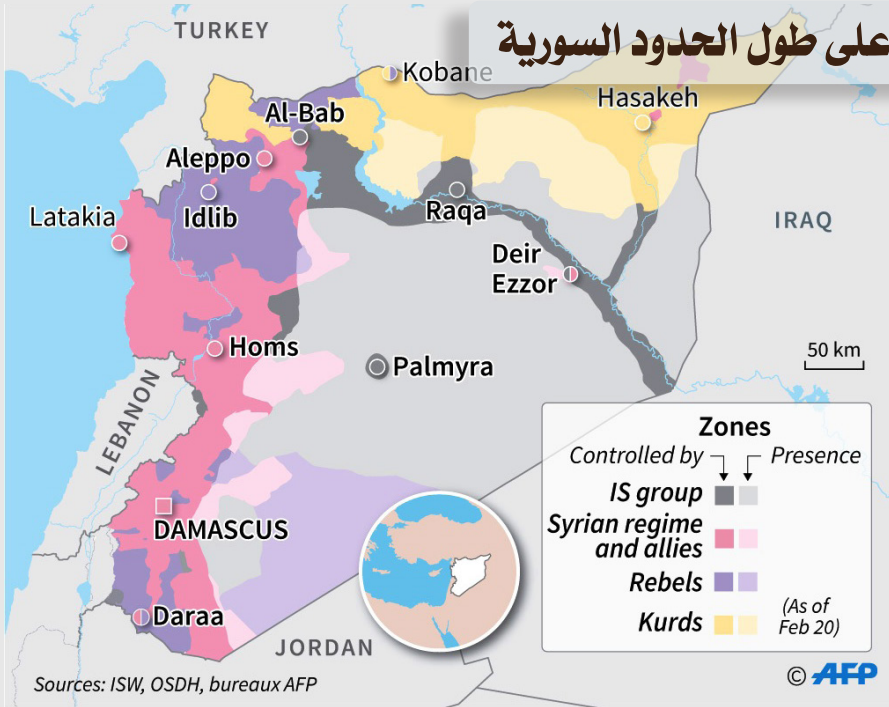 على طول الحدود السورية
TURKEY
Kobane
Hasakeh
Al-Bab
Aleppo
Idlib
Raqa
Latakia
IRAQ
Deir
Ezzor
Homs
Palmyra
50 km
LEBANON
Zones
Controlled by
Presence
IS group
Syrian regime
and allies
Rebels
Kurds
(As of
Feb 20)
DAMASCUS
Daraa
JORDAN
Sources: ISW, OSDH, bureaux AFP
© AFP